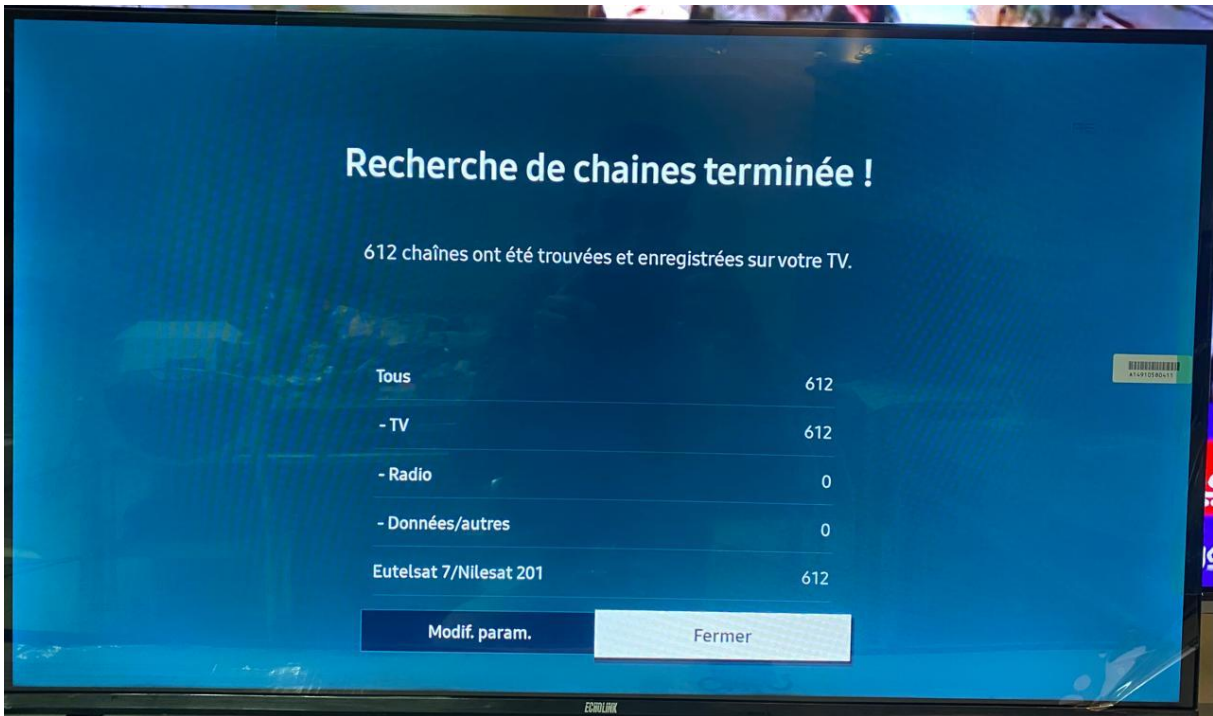 Recherche de chaines terminée !
612 chaînes ont été trouvées et enregistrées sur votre TV.
Tous 612
- TV 612
- Radio 0
- Données/autres 0
Eutelsat 7/Nilesat 201 612
Modif. param. Fermer
ECHOLINK